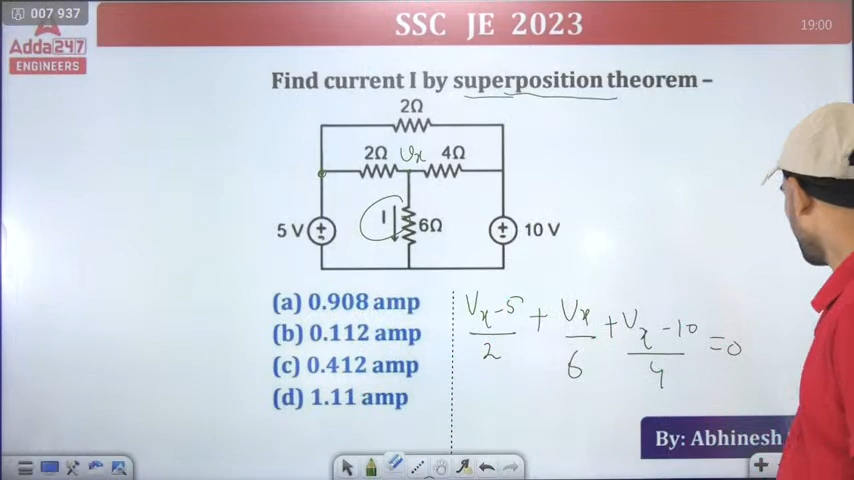 007 937
Adda247
ENGINEERS
SSC JE 2023
19:00
Find current I by superposition theorem –
2Ω
2Ω Vx 4Ω
I 6Ω
5 V 10 V
(a) 0.908 amp
(b) 0.112 amp
(c) 0.412 amp
(d) 1.11 amp
Vx-5/2 + Vx/6 + Vx-10/4 =0
By: Abhinesh